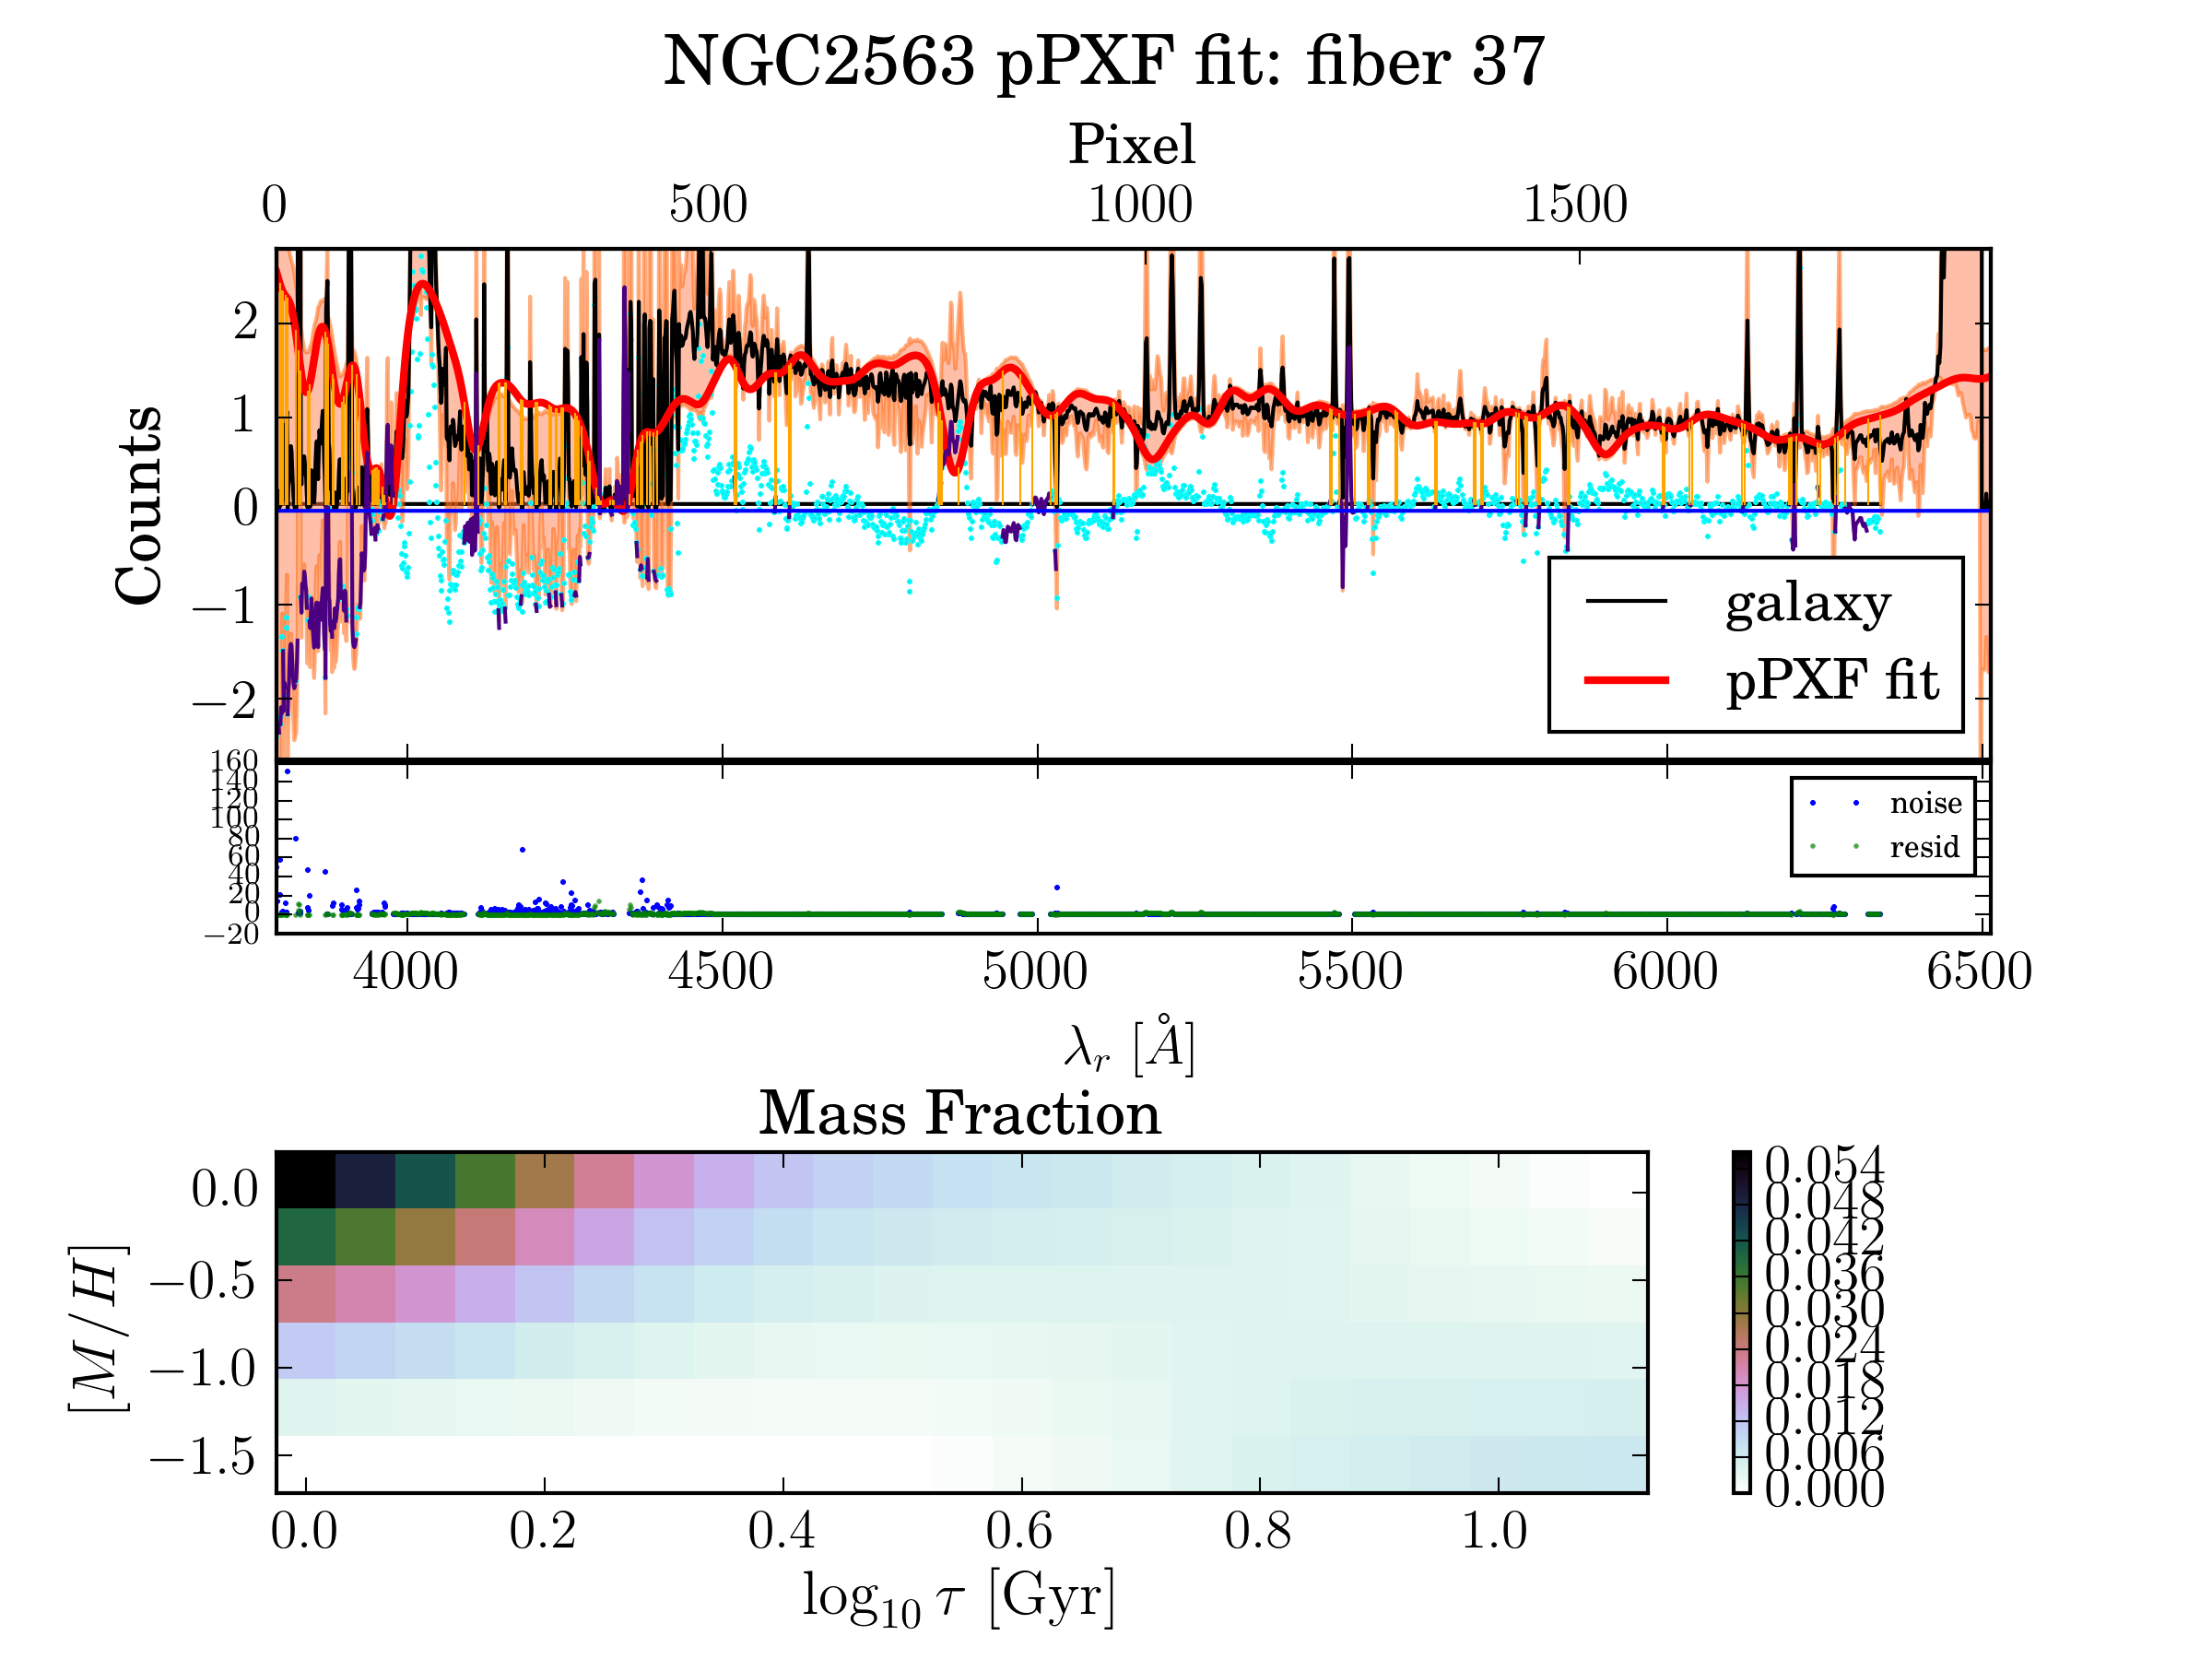 NGC2563 pPXF fit: fiber 37
Pixel
0 500 1000 1500
Counts
2
1
0
−1
−2
galaxy
pPXF fit
160
140
120
100
80
60
40
20
0
−20
noise
resid
4000 4500 5000 5500 6000 6500
λr [Å]
Mass Fraction
[M/H]
0.0
−0.5
−1.0
−1.5
0.054
0.048
0.042
0.036
0.030
0.024
0.018
0.012
0.006
0.000
0.0 0.2 0.4 0.6 0.8 1.0
log10 τ [Gyr]